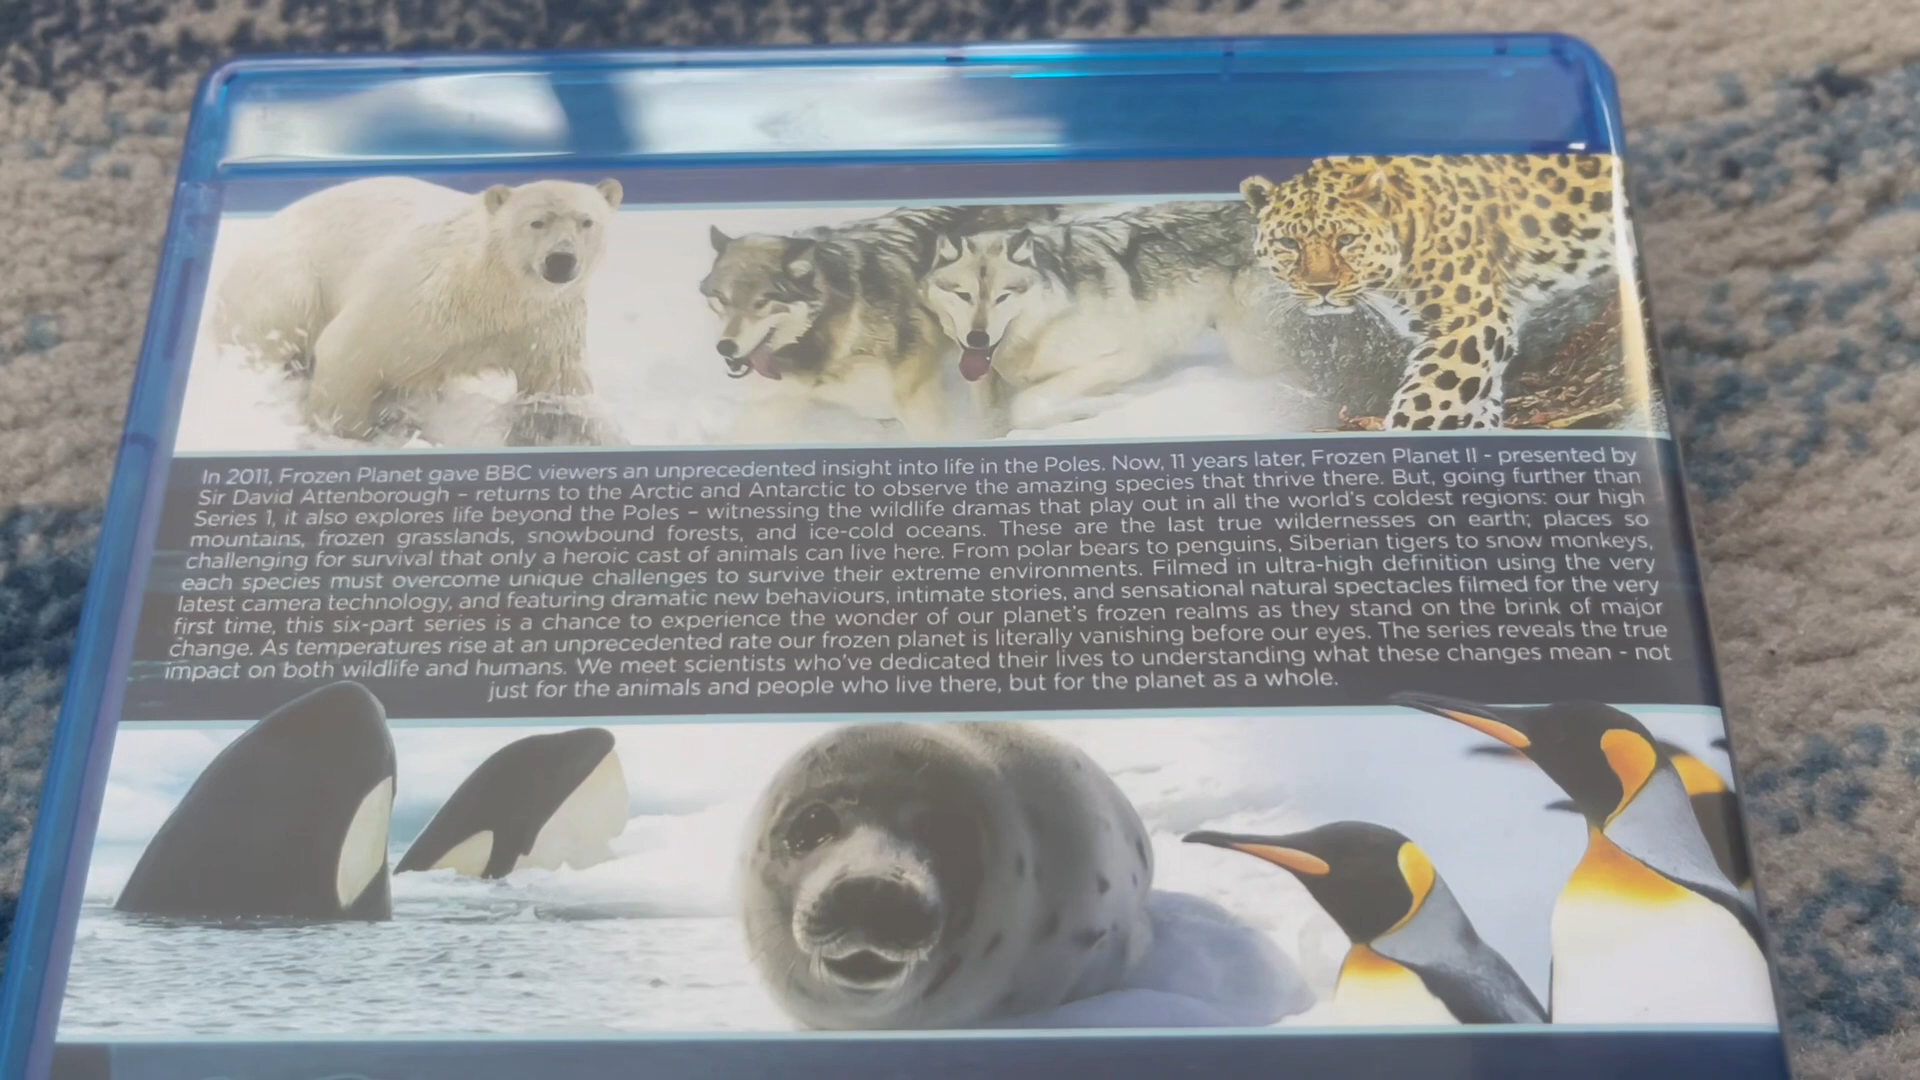 In 2011, Frozen Planet gave BBC viewers an unprecedented insight into life in the Poles. Now, 11 years later, Frozen Planet II - presented by
Sir David Attenborough – returns to the Arctic and Antarctic to observe the amazing species that thrive there. But, going further than
Series 1, it also explores life beyond the Poles – witnessing the wildlife dramas that play out in all the world's coldest regions: our high
mountains, frozen grasslands, snowbound forests, and ice-cold oceans. These are the last true wildernesses on earth; places so
challenging for survival that only a heroic cast of animals can live here. From polar bears to penguins, Siberian tigers to snow monkeys,
each species must overcome unique challenges to survive their extreme environments. Filmed in ultra-high definition using the very
latest camera technology, and featuring dramatic new behaviours, intimate stories, and sensational natural spectacles filmed for the very
first time, this six-part series is a chance to experience the wonder of our planet's frozen realms as they stand on the brink of major
change. As temperatures rise at an unprecedented rate our frozen planet is literally vanishing before our eyes. The series reveals the true
impact on both wildlife and humans. We meet scientists who've dedicated their lives to understanding what these changes mean - not
just for the animals and people who live there, but for the planet as a whole.